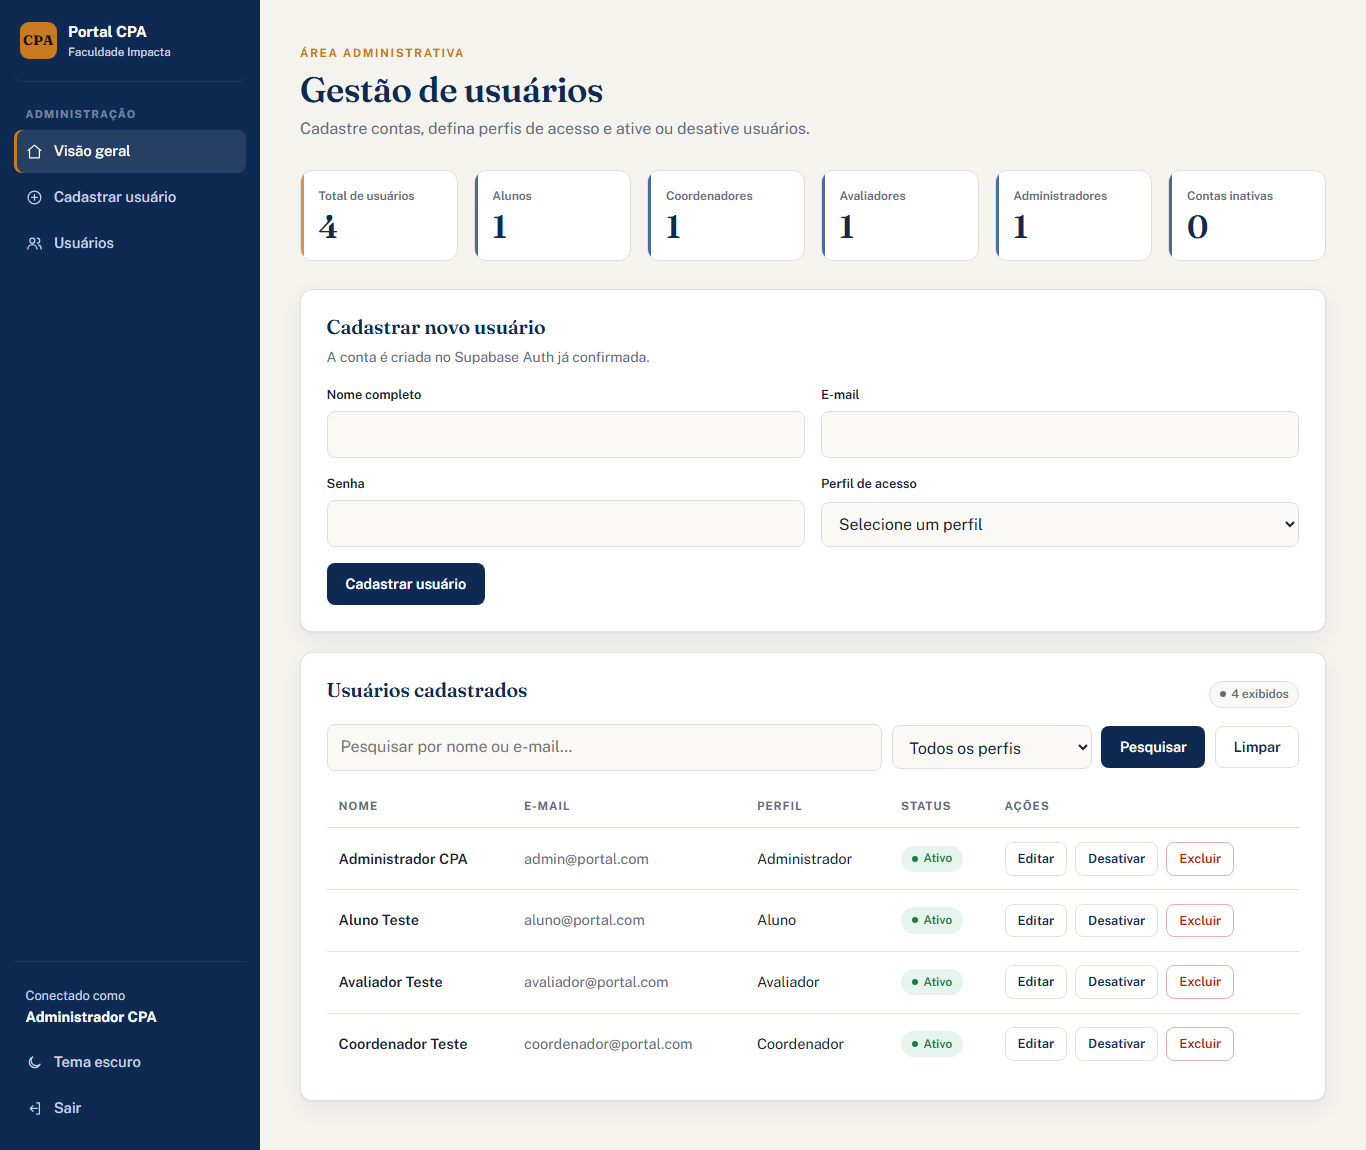 CPA
Portal CPA
Faculdade Impacta
ADMINISTRAÇÃO
Visão geral
Cadastrar usuário
Usuários
Conectado como
Administrador CPA
Tema escuro
Sair
ÁREA ADMINISTRATIVA
Gestão de usuários
Cadastre contas, defina perfis de acesso e ative ou desative usuários.
Total de usuários
4
Alunos
1
Coordenadores
1
Avaliadores
1
Administradores
1
Contas inativas
0
Cadastrar novo usuário
A conta é criada no Supabase Auth já confirmada.
Nome completo
E-mail
Senha
Perfil de acesso
Selecione um perfil
Cadastrar usuário
Usuários cadastrados
4 exibidos
Pesquisar por nome ou e-mail...
Todos os perfis
Pesquisar
Limpar
NOME E-MAIL PERFIL STATUS AÇÕES
Administrador CPA admin@portal.com Administrador Ativo Editar Desativar Excluir
Aluno Teste aluno@portal.com Aluno Ativo Editar Desativar Excluir
Avaliador Teste avaliador@portal.com Avaliador Ativo Editar Desativar Excluir
Coordenador Teste coordenador@portal.com Coordenador Ativo Editar Desativar Excluir